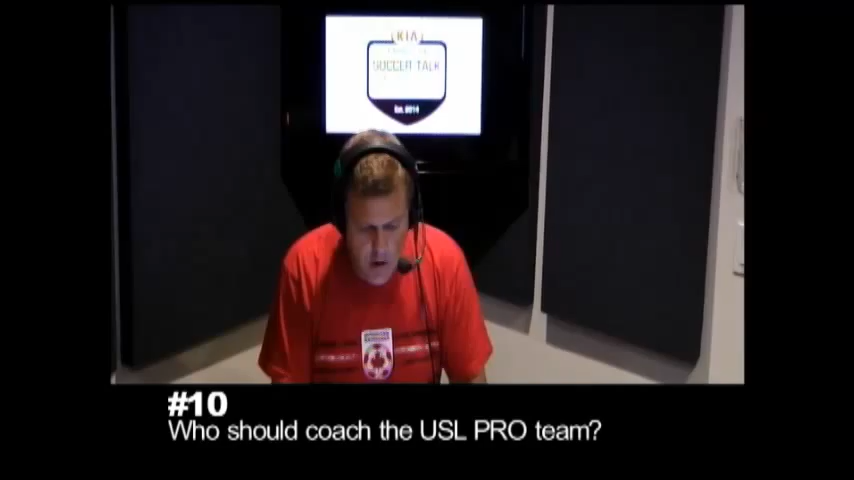 KIA
SOCCER TALK
Est. 2014
#10
Who should coach the USL PRO team?